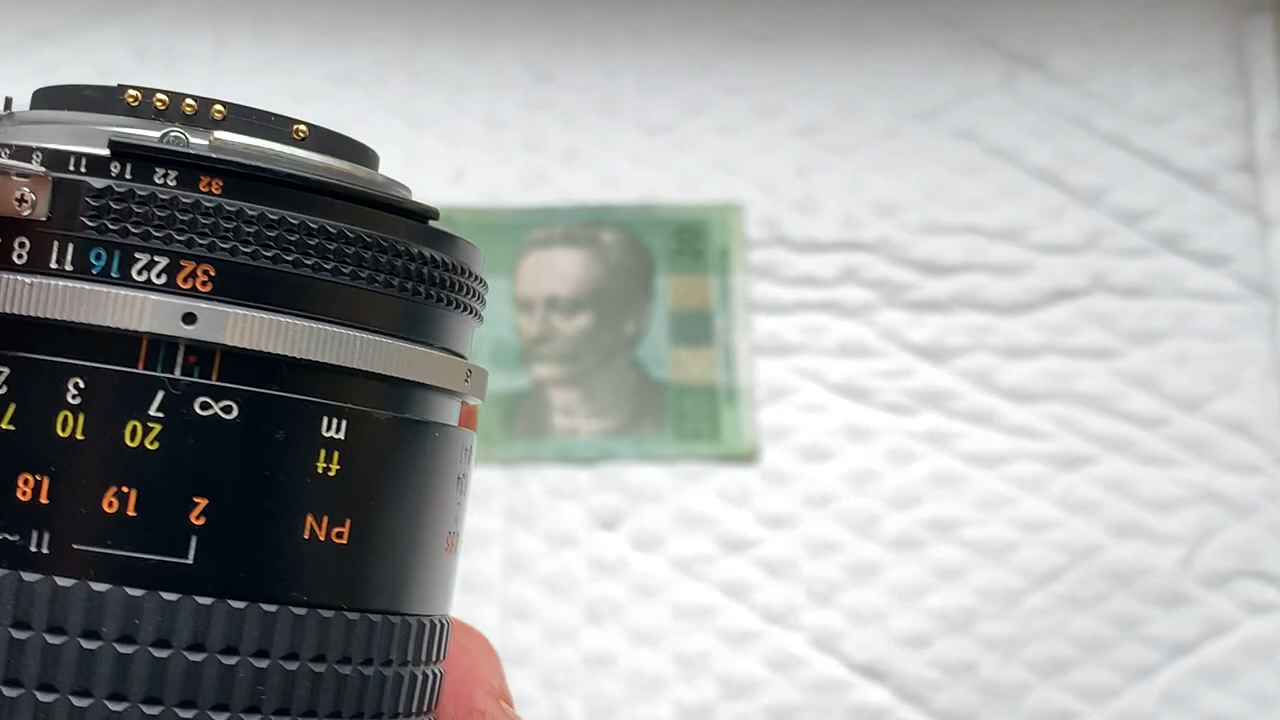 8 11 16 22 32
8 11 16 22 32
2 3 7 ∞ m
7 10 20 ft
1.8 1.9 2 PN
11